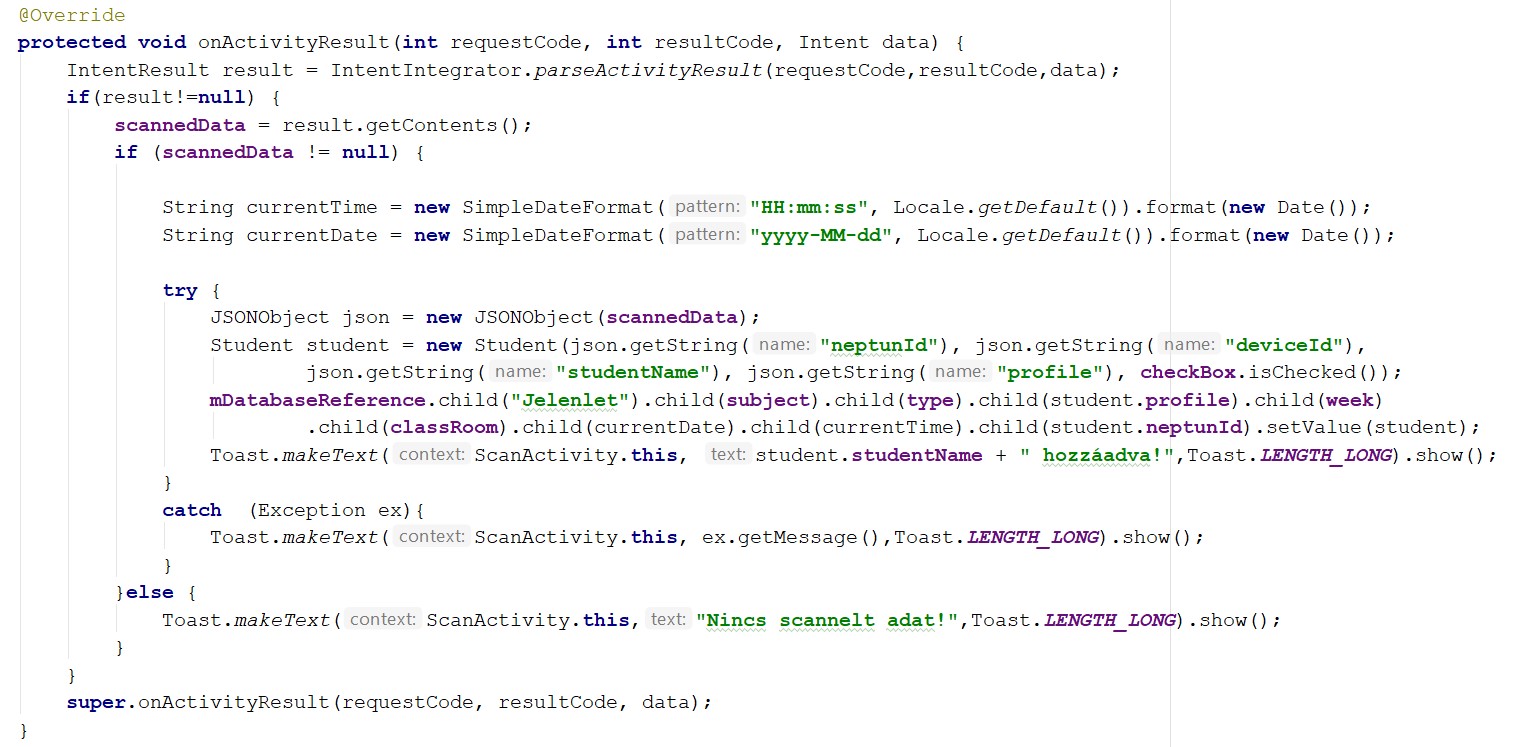 @Override
protected void onActivityResult(int requestCode, int resultCode, Intent data) {
    IntentResult result = IntentIntegrator.parseActivityResult(requestCode,resultCode,data);
    if(result!=null) {
        scannedData = result.getContents();
        if (scannedData != null) {
            String currentTime = new SimpleDateFormat( pattern: "HH:mm:ss", Locale.getDefault()).format(new Date());
            String currentDate = new SimpleDateFormat( pattern: "yyyy-MM-dd", Locale.getDefault()).format(new Date());
            try {
                JSONObject json = new JSONObject(scannedData);
                Student student = new Student(json.getString( name: "neptunId"), json.getString( name: "deviceId"),
                        json.getString( name: "studentName"), json.getString( name: "profile"), checkBox.isChecked());
                mDatabaseReference.child("Jelenlet").child(subject).child(type).child(student.profile).child(week)
                        .child(classRoom).child(currentDate).child(currentTime).child(student.neptunId).setValue(student);
                Toast.makeText( context: ScanActivity.this, text: student.studentName + " hozzáadva!",Toast.LENGTH_LONG).show();
            }
            catch  (Exception ex){
                Toast.makeText( context: ScanActivity.this, ex.getMessage(),Toast.LENGTH_LONG).show();
            }
        }else {
            Toast.makeText( context: ScanActivity.this, text: "Nincs scannelt adat!",Toast.LENGTH_LONG).show();
        }
    }
    super.onActivityResult(requestCode, resultCode, data);
}